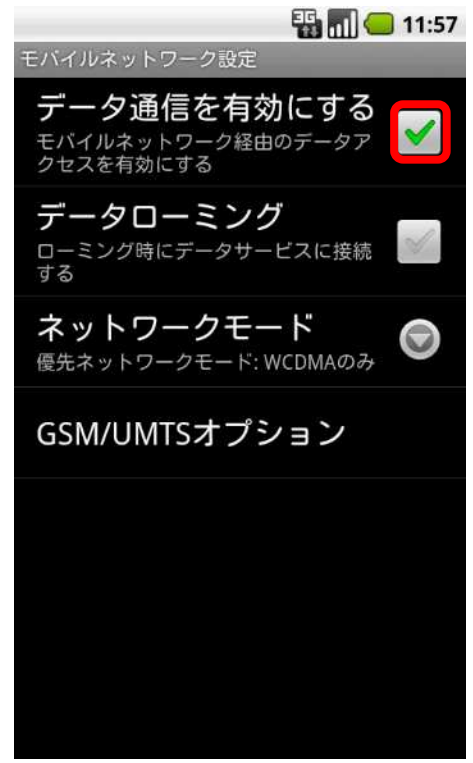 3G 11:57
モバイルネットワーク設定
データ通信を有効にする
モバイルネットワーク経由のデータア
クセスを有効にする
データローミング
ローミング時にデータサービスに接続
する
ネットワークモード
優先ネットワークモード: WCDMAのみ
GSM/UMTSオプション